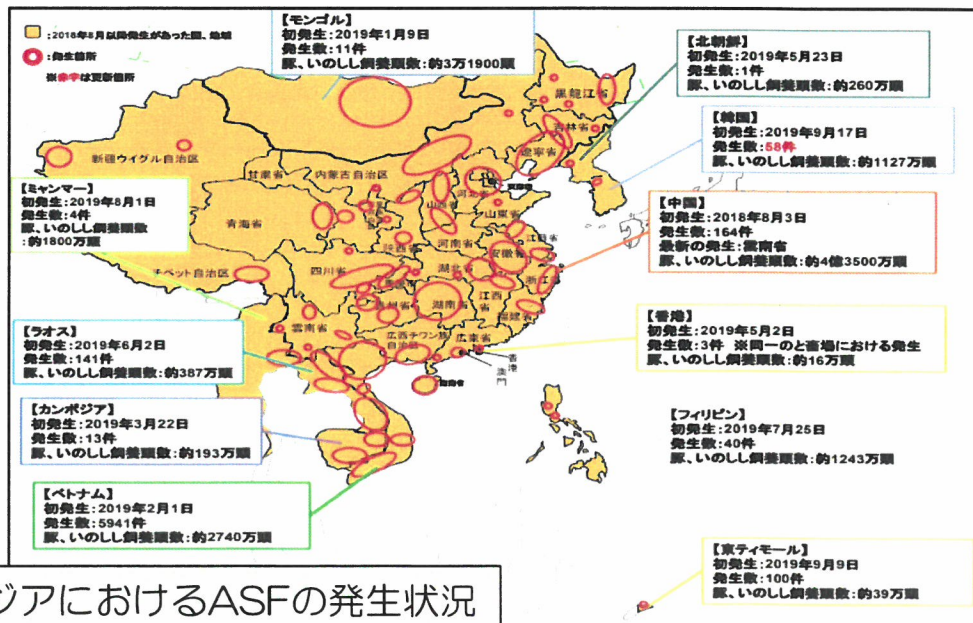 :2018年8月以降発生があった国、地域
:発生箇所
※赤字は更新箇所
【モンゴル】
初発生:2019年1月9日
発生数:11件
豚、いのしし飼養頭数:約3万1900頭
【北朝鮮】
初発生:2019年5月23日
発生数:1件
豚、いのしし飼養頭数:約260万頭
【韓国】
初発生:2019年9月17日
発生数:58件
豚、いのしし飼養頭数:約1127万頭
【中国】
初発生:2018年8月3日
発生数:164件
最新の発生:雲南省
豚、いのしし飼養頭数:約4億3500万頭
【ミャンマー】
初発生:2019年8月1日
発生数:4件
豚、いのしし飼養頭数
:約1800万頭
【香港】
初発生:2019年5月2日
発生数:3件 ※同一のと畜場における発生
豚、いのしし飼養頭数:約16万頭
【ラオス】
初発生:2019年6月2日
発生数:141件
豚、いのしし飼養頭数:約387万頭
【カンボジア】
初発生:2019年3月22日
発生数:13件
豚、いのしし飼養頭数:約193万頭
【フィリピン】
初発生:2019年7月25日
発生数:40件
豚、いのしし飼養頭数:約1243万頭
【ベトナム】
初発生:2019年2月1日
発生数:5941件
豚、いのしし飼養頭数:約2740万頭
【東ティモール】
初発生:2019年9月9日
発生数:100件
豚、いのしし飼養頭数:約39万頭
黒龍江省
吉林省
遼寧省
新疆ウイグル自治区
甘粛省
内蒙古自治区
河北省
山西省
山東省
青海省
陝西省
河南省
江蘇省
安徽省
チベット自治区
四川省
湖北省
浙江省
貴州省
湖南省
江西省
福建省
雲南省
広西チワン族
自治区
広東省
香港
澳門
海南省
ジアにおけるASFの発生状況